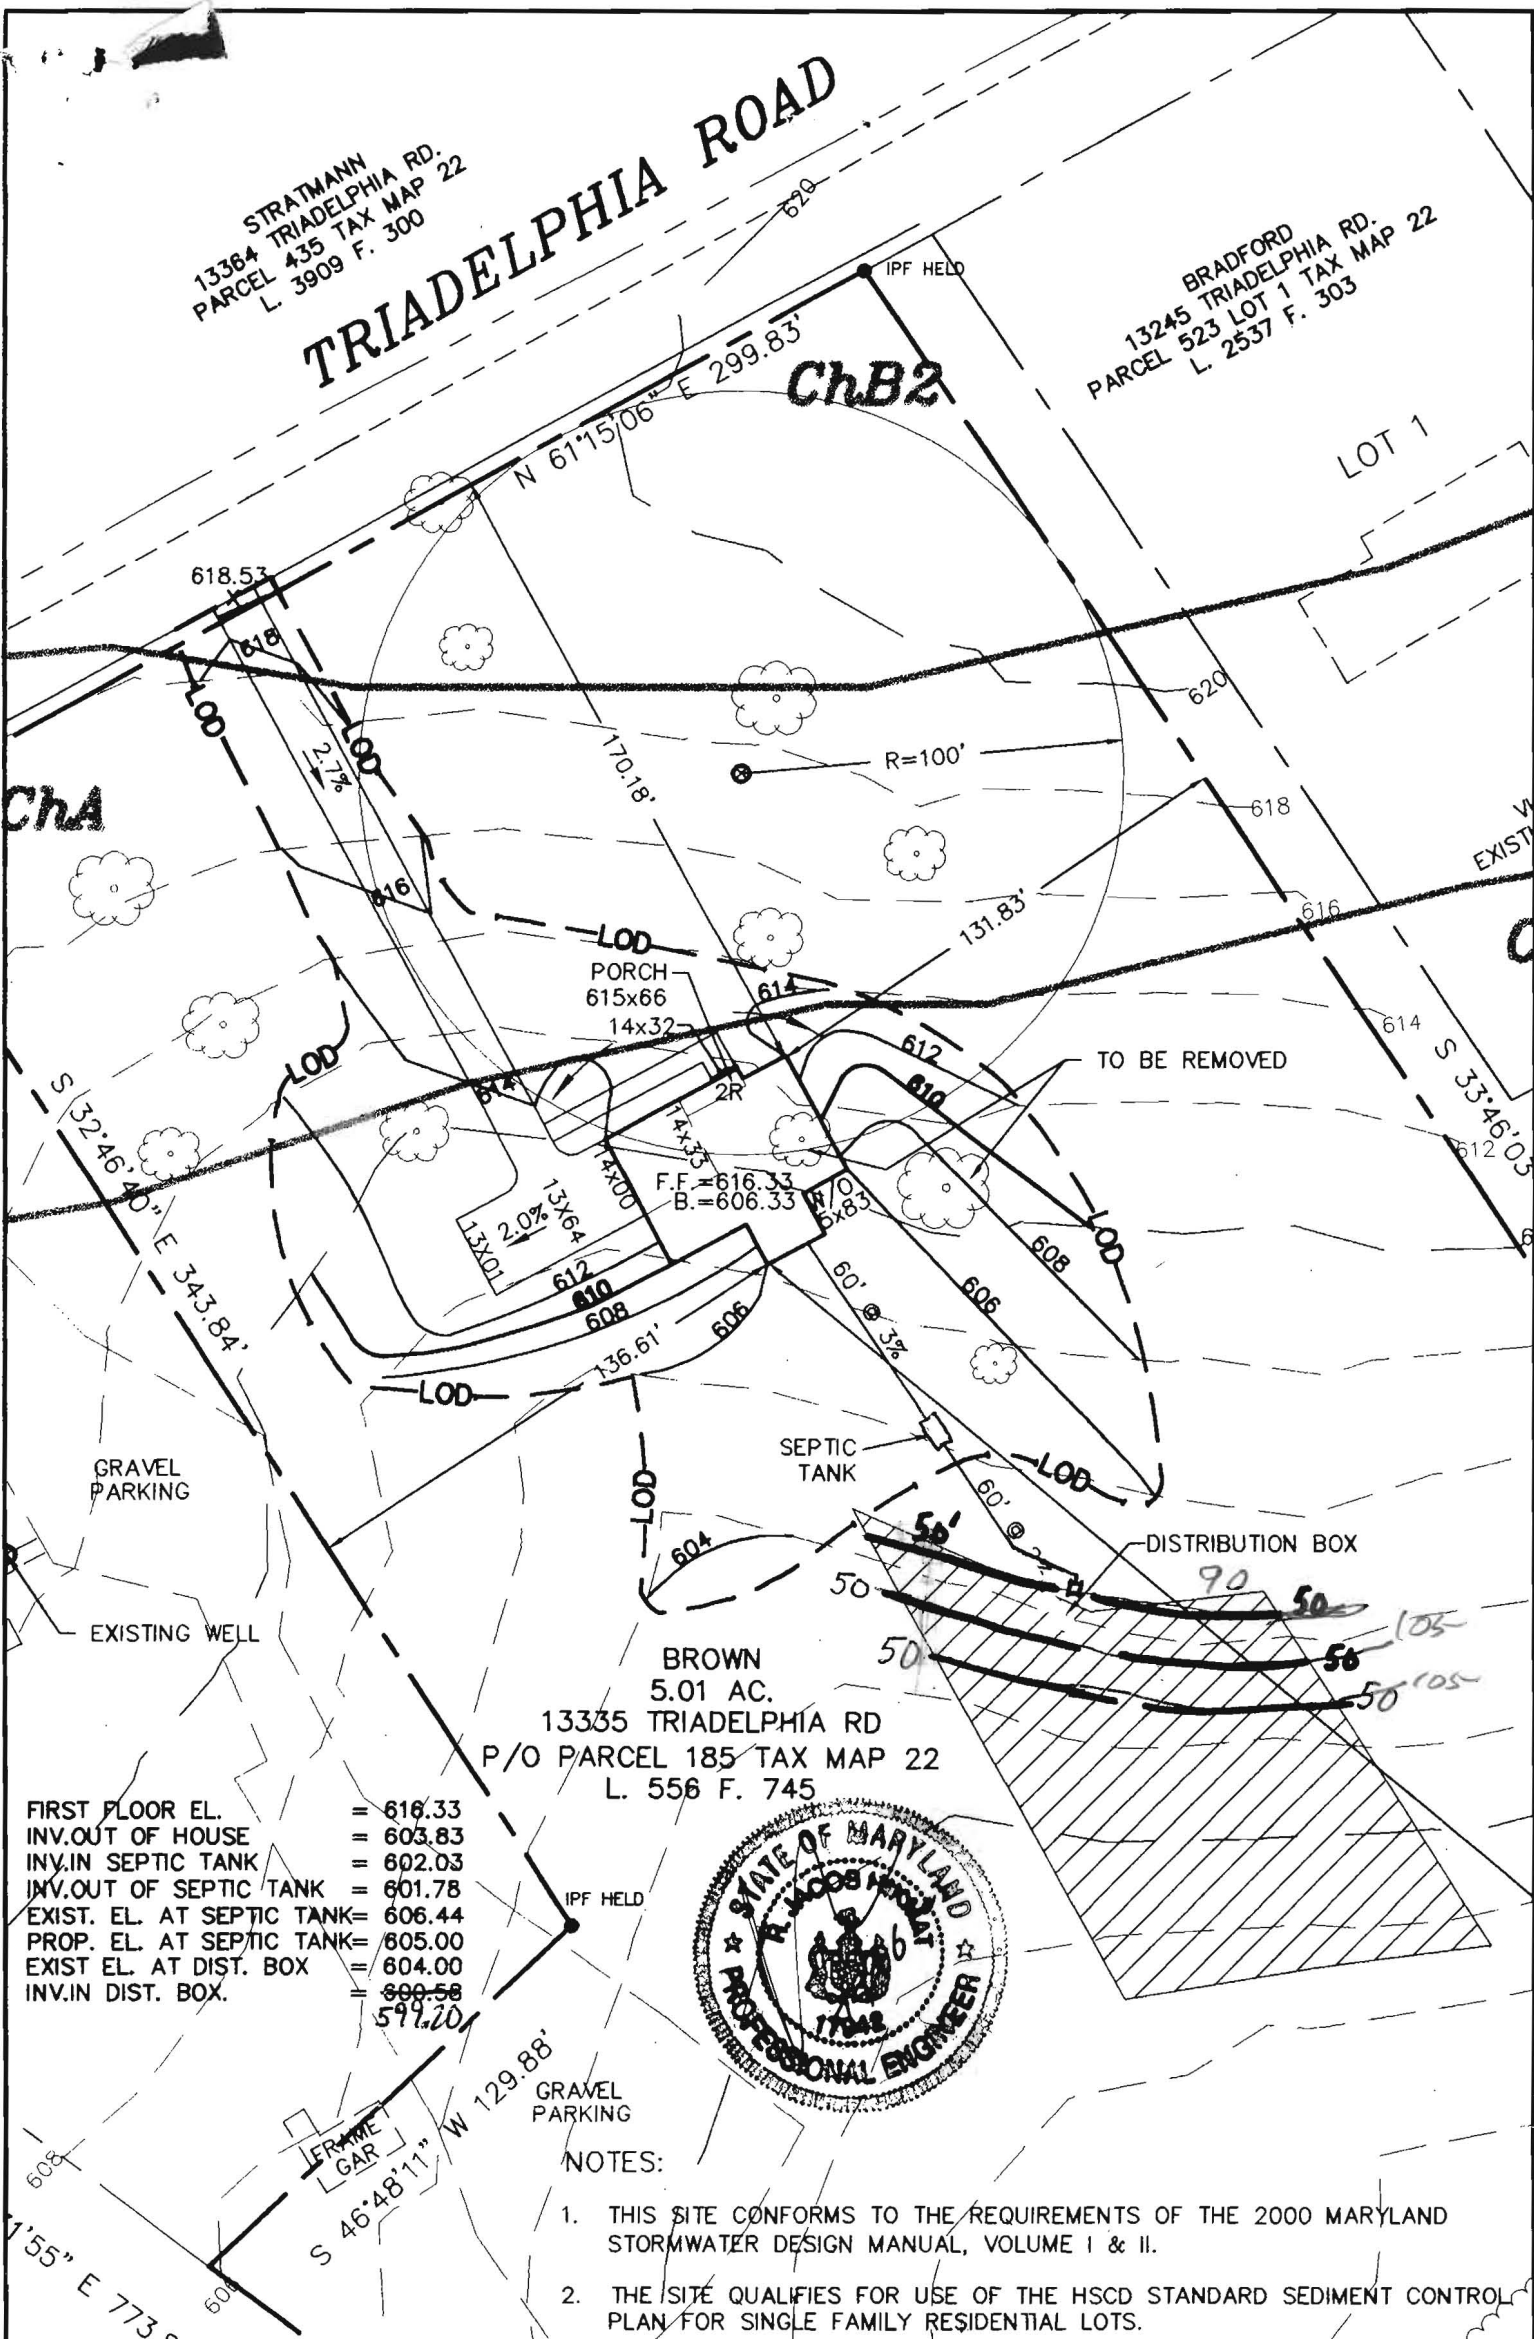 STRATMANN
13364 TRIADELPHIA RD.
PARCEL 435 TAX MAP 22
L. 3909 F. 300
TRIADELPHIA ROAD
620
IPF HELD
BRADFORD
13245 TRIADELPHIA RD.
PARCEL 523 LOT 1 TAX MAP 22
L. 2537 F. 303
LOT 1
N 61°15'06" E 299.83'
ChB2
618.53
618
LOD
LOD
2.7%
170.18'
R=100'
620
618
ChA
EXIST
816
131.83'
616
LOD
PORCH
615x66
14x32
614
614
612
LOD
614
2R
810
TO BE REMOVED
S 32°46'40" E 343.84'
S 33°46'03
612
14x33
14x00
F.F.=616.33
B.=606.33
13X64
2.0%
13X01
LOD
608
606
612
810
608
606
136.61'
60' @ 3%
LOD
GRAVEL
PARKING
SEPTIC
TANK
LOD
LOD
60' @
604
50'
DISTRIBUTION BOX
90
50
50
105
50
50
105
50
EXISTING WELL
BROWN
5.01 AC.
13335 TRIADELPHIA RD
P/O PARCEL 185 TAX MAP 22
L. 556 F. 745
FIRST FLOOR EL. = 616.33
INV.OUT OF HOUSE = 603.83
INV.IN SEPTIC TANK = 602.03
INV.OUT OF SEPTIC TANK = 601.78
EXIST. EL. AT SEPTIC TANK= 606.44
PROP. EL. AT SEPTIC TANK= 605.00
EXIST EL. AT DIST. BOX = 604.00
INV.IN DIST. BOX. = 600.58
599.20
IPF HELD
STATE OF MARYLAND
R. JACOB
PROFESSIONAL ENGINEER
GRAVEL
PARKING
FRAME
GAR
S 46°48'11" W 129.88'
608
1'55" E 773.
NOTES:
1. THIS SITE CONFORMS TO THE REQUIREMENTS OF THE 2000 MARYLAND
STORMWATER DESIGN MANUAL, VOLUME I & II.
2. THE SITE QUALIFIES FOR USE OF THE HSCD STANDARD SEDIMENT CONTROL
PLAN FOR SINGLE FAMILY RESIDENTIAL LOTS.